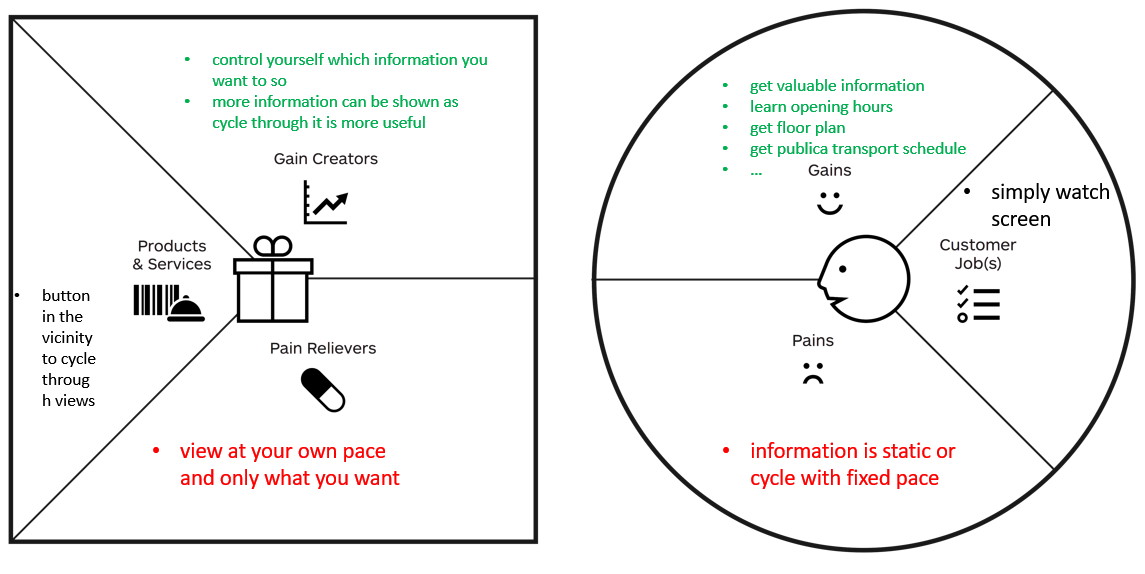 • control yourself which information you
want to so
• more information can be shown as
cycle through it is more useful
Gain Creators
Products
& Services
• button
in the
vicinity
to cycle
throug
h views
Pain Relievers
• view at your own pace
and only what you want
• get valuable information
• learn opening hours
• get floor plan
• get publica transport schedule
• ...
Gains
• simply watch
screen
Customer
Job(s)
Pains
• information is static or
cycle with fixed pace